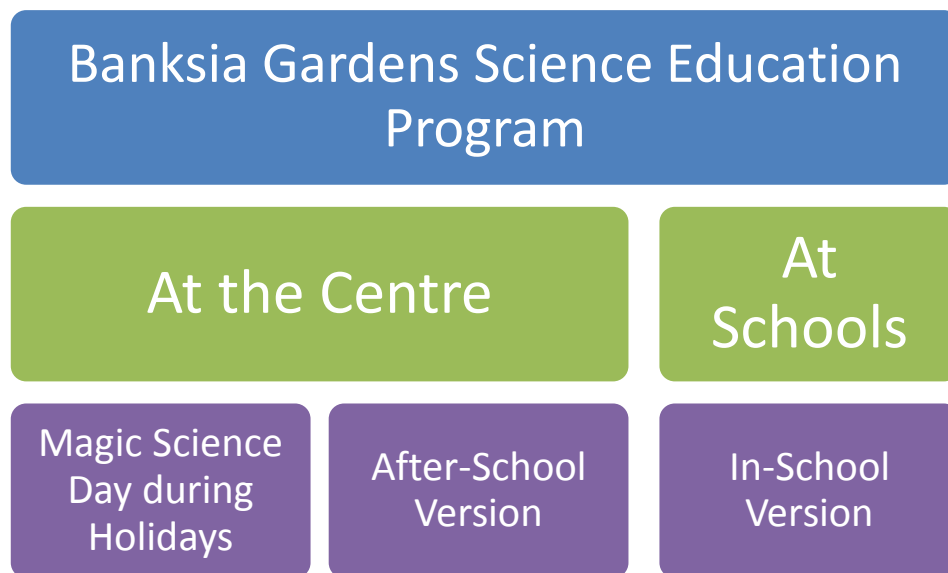 Banksia Gardens Science Education
Program
At the Centre
At
Schools
Magic Science
Day during
Holidays
After-School
Version
In-School
Version